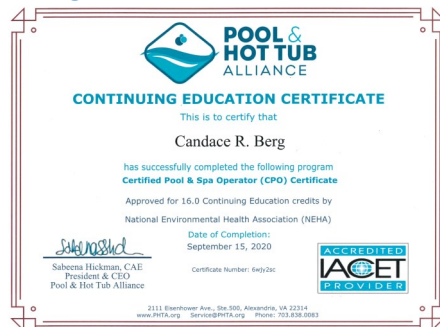 POOL &
HOT TUB
ALLIANCE
CONTINUING EDUCATION CERTIFICATE
This is to certify that
Candace R. Berg
has successfully completed the following program
Certified Pool & Spa Operator (CPO) Certificate
Approved for 16.0 Continuing Education credits by
National Environmental Health Association (NEHA)
Date of Completion:
September 15, 2020
Sabeena Hickman, CAE
President & CEO
Pool & Hot Tub Alliance
Certificate Number: 6wjy2sc
ACCREDITED
IACET
PROVIDER
2111 Eisenhower Ave., Ste.500, Alexandria, VA 22314
www.PHTA.org Service@PHTA.org Phone: 703.838.0083